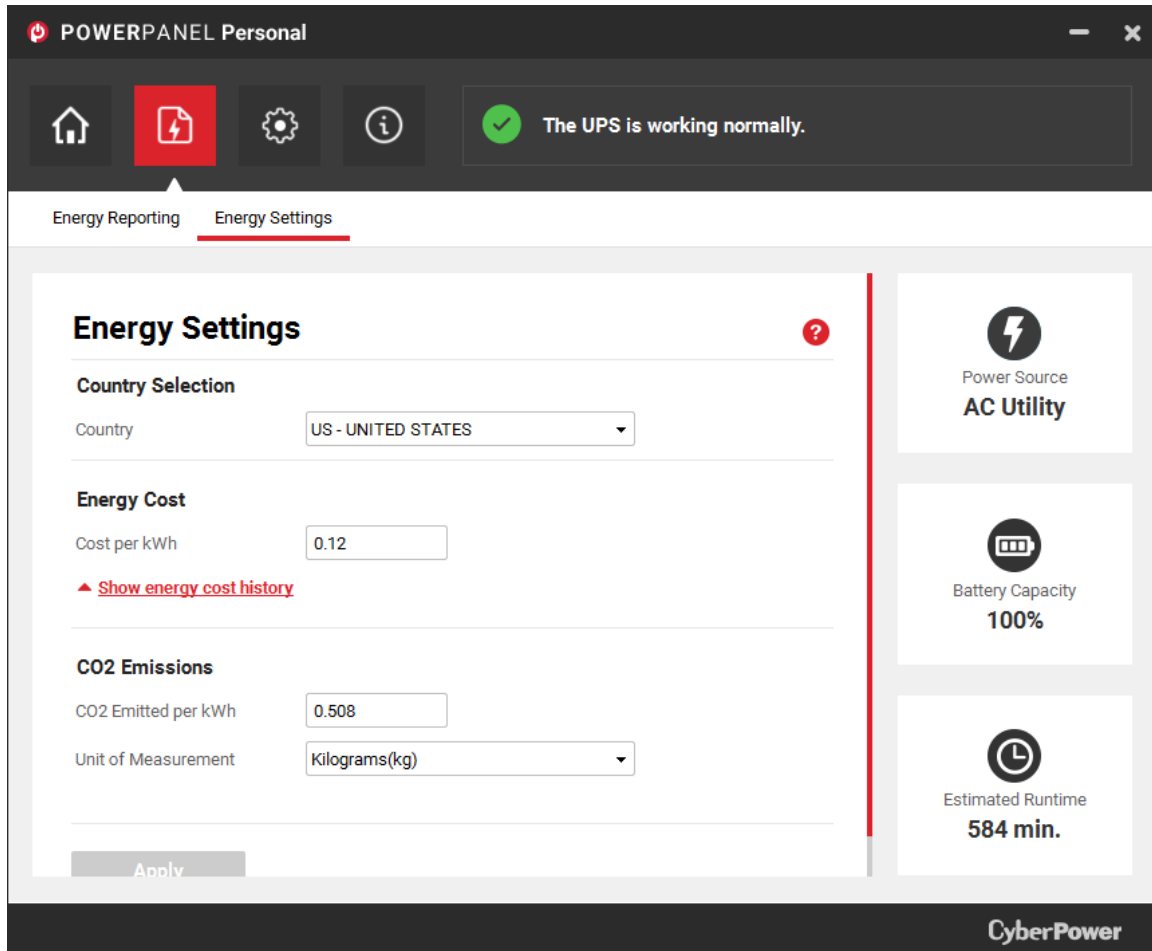 POWERPANEL Personal
The UPS is working normally.
Energy Reporting
Energy Settings
Energy Settings
?
Country Selection
Country
US - UNITED STATES
Energy Cost
Cost per kWh
0.12
Show energy cost history
CO2 Emissions
CO2 Emitted per kWh
0.508
Unit of Measurement
Kilograms(kg)
Apply
Power Source
AC Utility
Battery Capacity
100%
Estimated Runtime
584 min.
CyberPower